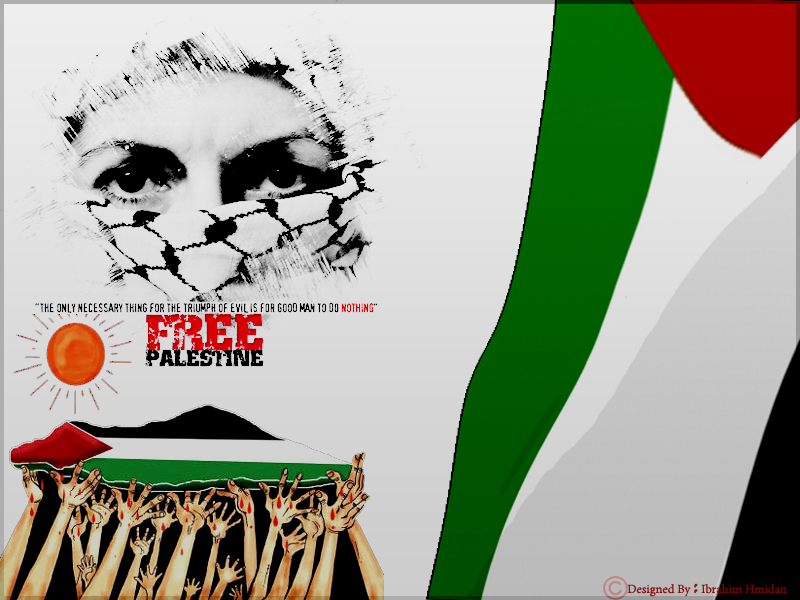 "THE ONLY NECESSARY THING FOR THE TRIUMPH OF EVIL IS FOR GOOD MAN TO DO NOTHING"
FREE
PALESTINE
© Designed By : Ibrahim Hmidan